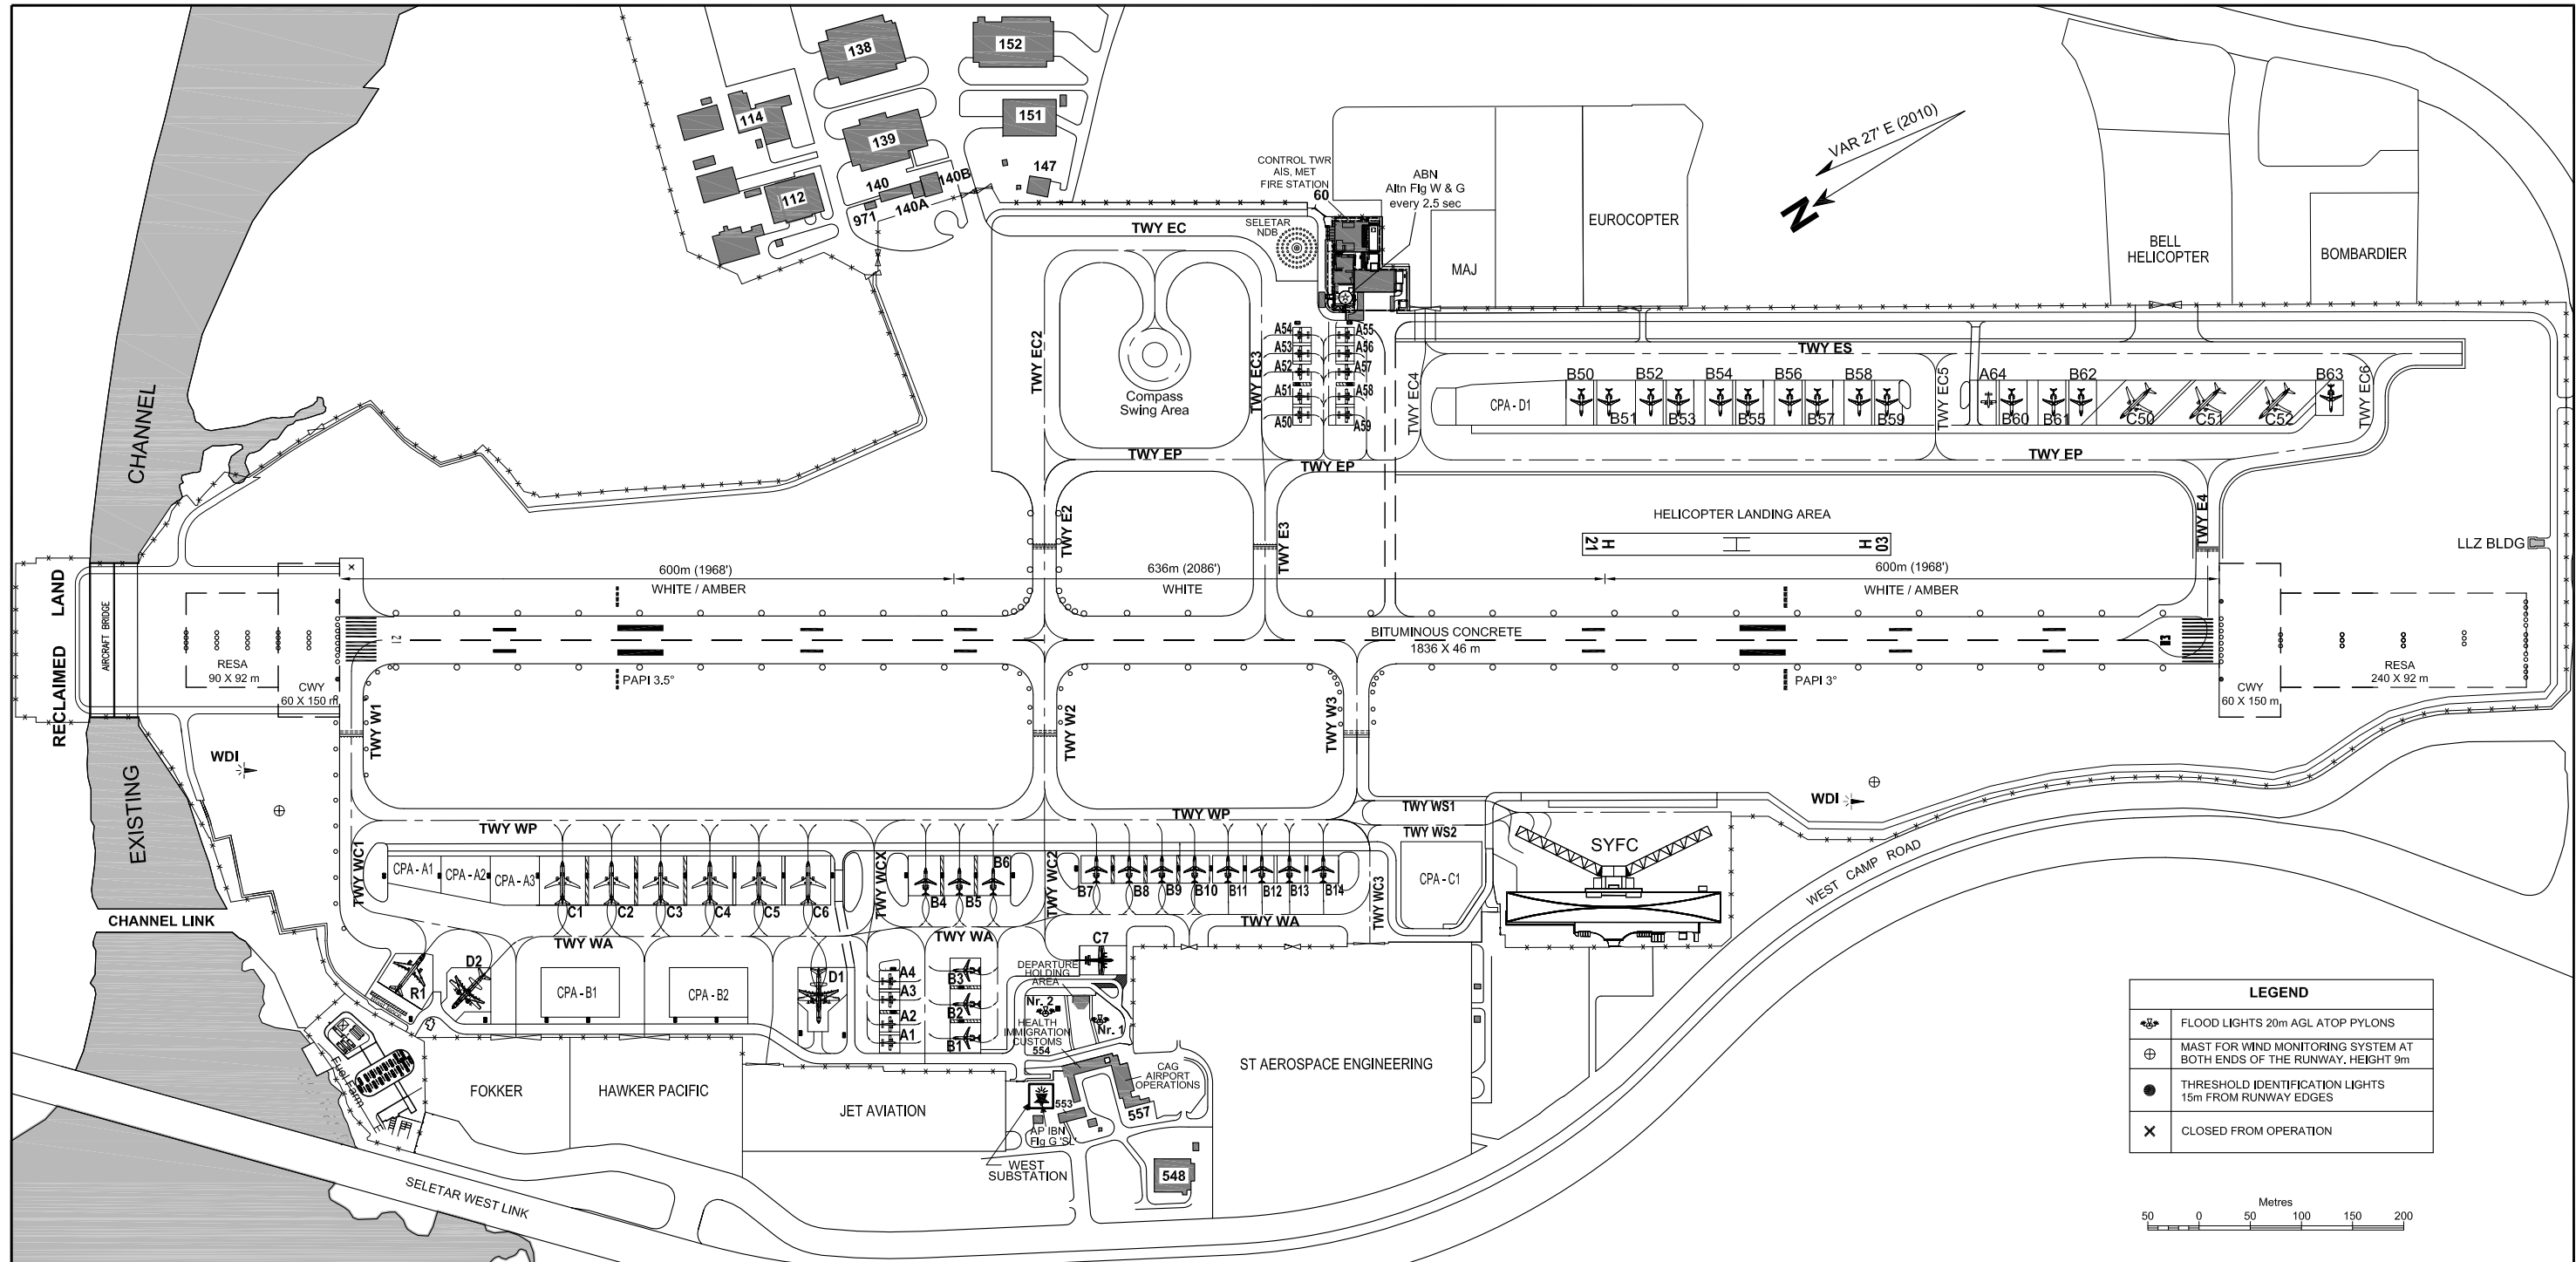 138
152
114
139
151
112
140
140B
147
971
140A
CONTROL TWR
AIS, MET
FIRE STATION
60
ABN
Altn Flg W & G
every 2.5 sec
SELETAR
NDB
VAR 27' E (2010)
N
MAJ
EUROCOPTER
BELL
HELICOPTER
BOMBARDIER
TWY EC
TWY EC2
TWY EC3
Compass
Swing Area
A54
A53
A52
A51
A50
A55
A56
A57
A58
A59
TWY EC4
TWY ES
TWY EC5
TWY EC6
CPA - D1
B50
B51
B52
B53
B54
B55
B56
B57
B58
B59
A64
B60
B61
B62
C50
C51
C52
B63
TWY EP
TWY EP
TWY EP
CHANNEL
TWY E2
TWY E3
TWY E4
HELICOPTER LANDING AREA
21 H
H 03
LLZ BLDG
RECLAIMED LAND
AIRCRAFT BRIDGE
600m (1968')
WHITE / AMBER
636m (2086')
WHITE
600m (1968')
WHITE / AMBER
RESA
90 X 92 m
CWY
60 X 150 m
PAPI 3.5°
BITUMINOUS CONCRETE
1836 X 46 m
PAPI 3°
CWY
60 X 150 m
RESA
240 X 92 m
TWY W1
TWY W2
TWY W3
WDI
WDI
EXISTING
TWY WP
TWY WP
TWY WS1
TWY WS2
TWY WC1
CPA - A1
CPA - A2
CPA - A3
C1
C2
C3
C4
C5
C6
TWY WCX
B4
B5
B6
TWY WC2
B7
B8
B9
B10
B11
B12
B13
B14
TWY WC3
CPA - C1
SYFC
WEST CAMP ROAD
CHANNEL LINK
TWY WA
TWY WA
TWY WA
R1
D2
CPA - B1
CPA - B2
D1
A4
A3
A2
A1
B3
B2
B1
C7
DEPARTURE
HOLDING
AREA
Nr. 2
Nr. 1
HEALTH
IMMIGRATION
CUSTOMS
554
CAG
AIRPORT
OPERATIONS
553
557
Fuel Farm
FOKKER
HAWKER PACIFIC
JET AVIATION
ST AEROSPACE ENGINEERING
AP IBN
Flg G 'SL'
WEST
SUBSTATION
548
SELETAR WEST LINK
LEGEND
FLOOD LIGHTS 20m AGL ATOP PYLONS
MAST FOR WIND MONITORING SYSTEM AT
BOTH ENDS OF THE RUNWAY. HEIGHT 9m
THRESHOLD IDENTIFICATION LIGHTS
15m FROM RUNWAY EDGES
CLOSED FROM OPERATION
Metres
50 0 50 100 150 200